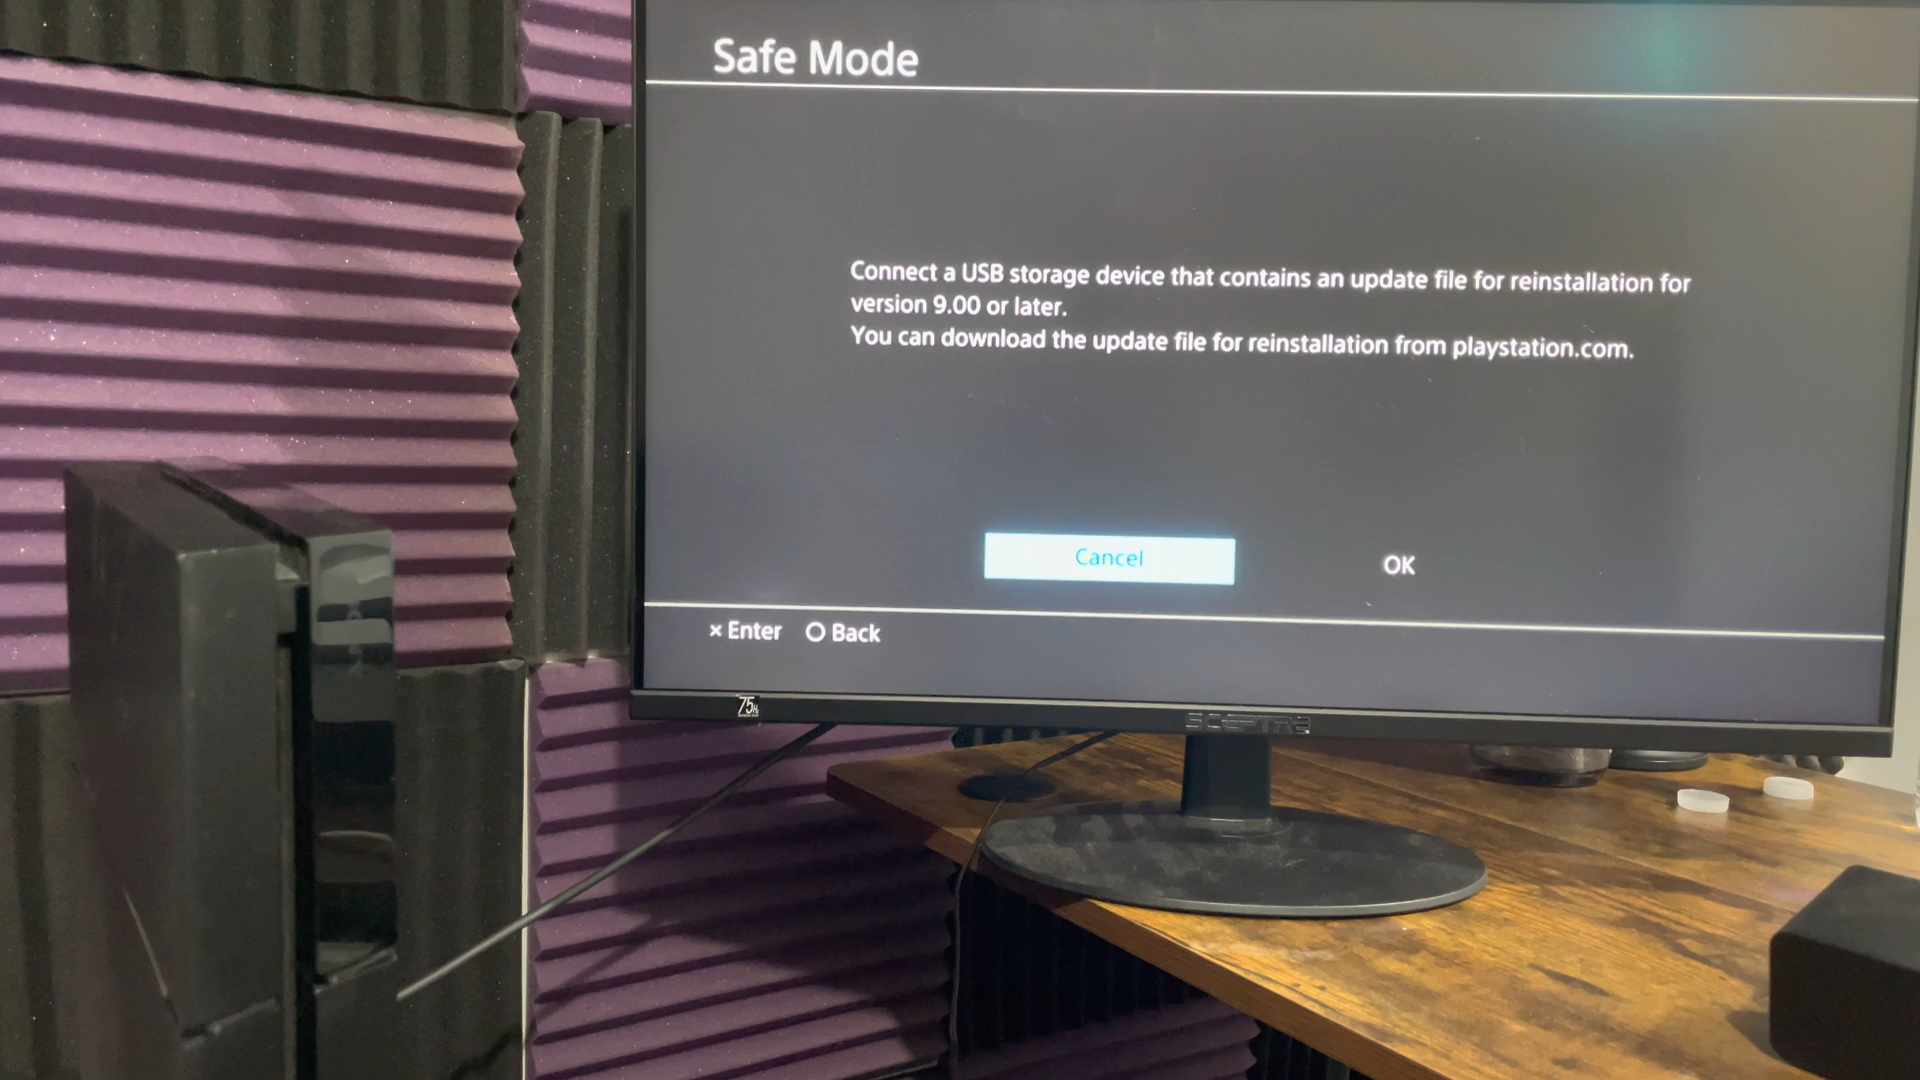 Safe Mode
Connect a USB storage device that contains an update file for reinstallation for
version 9.00 or later.
You can download the update file for reinstallation from playstation.com.
Cancel
OK
× Enter ○ Back
75Hz
SCEPTRE